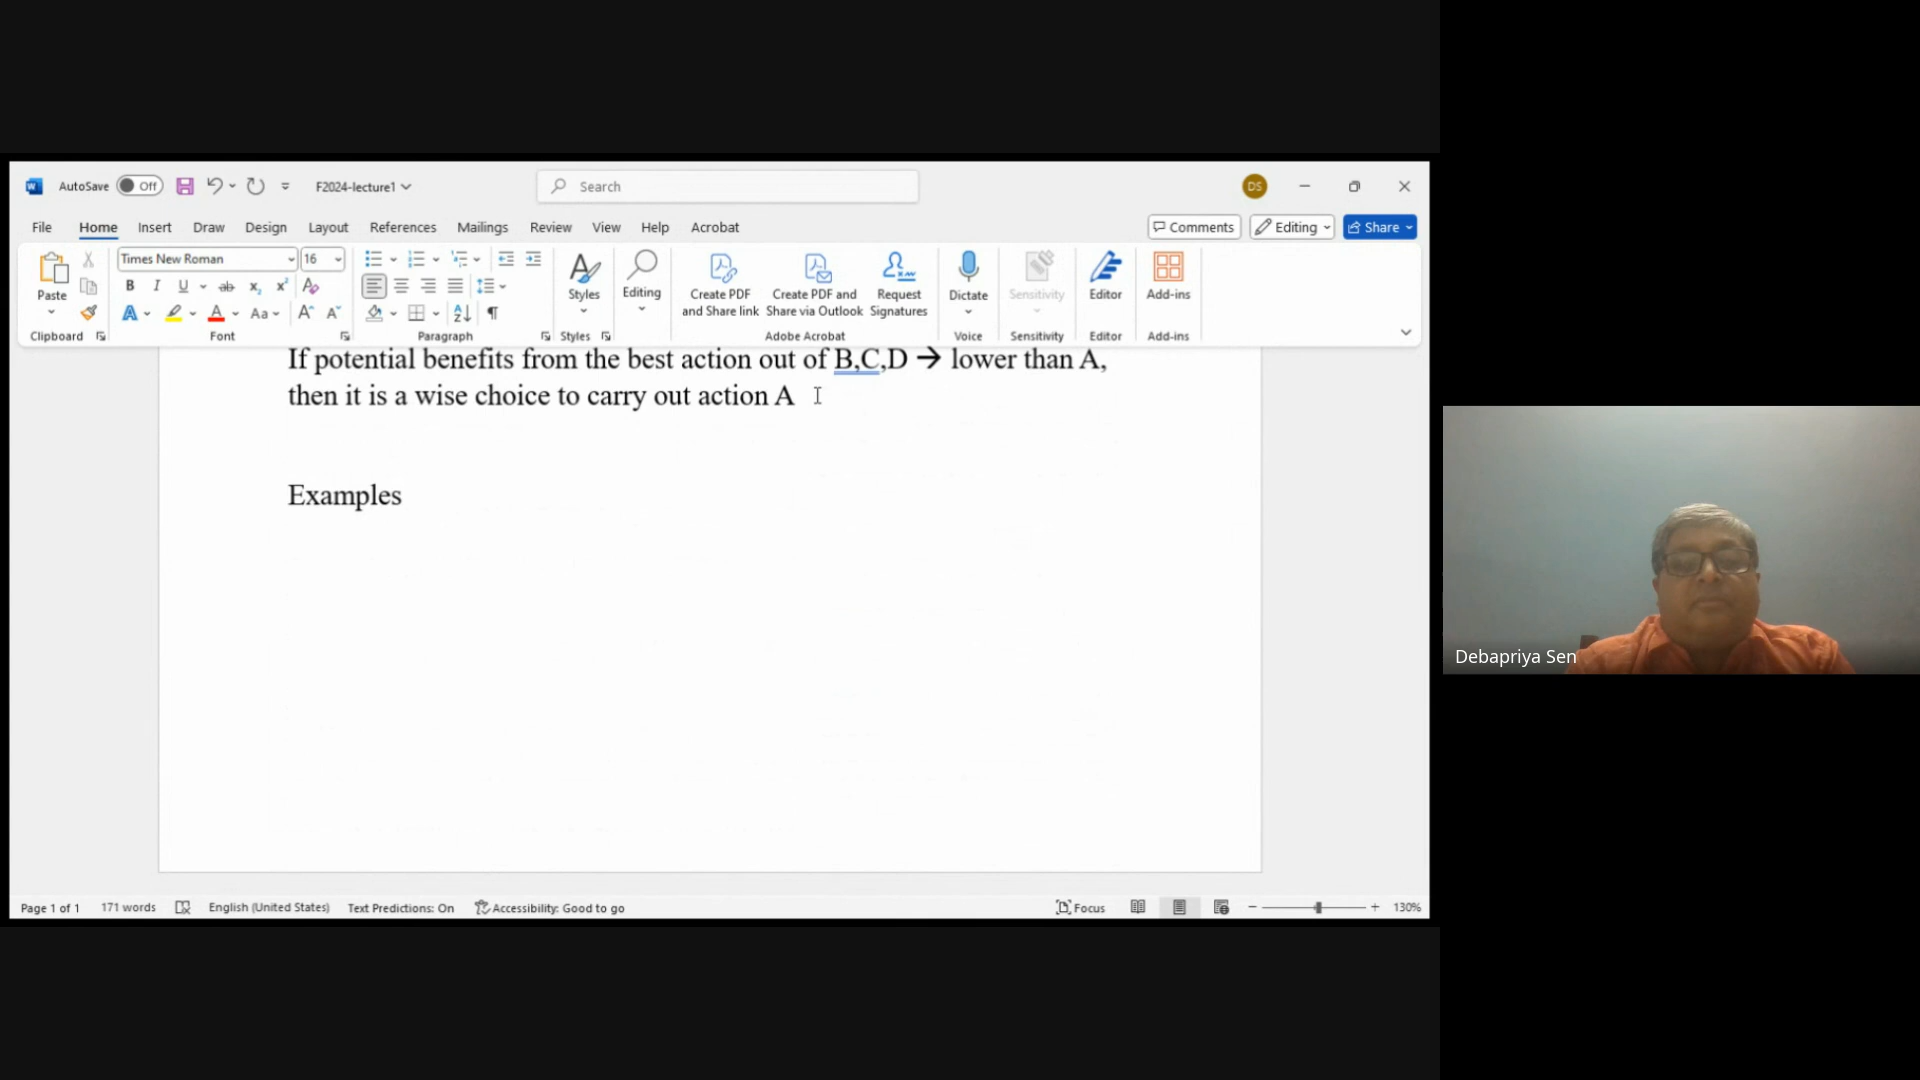 AutoSave Off F2024-lecture1 Search DS
File Home Insert Draw Design Layout References Mailings Review View Help Acrobat Comments Editing Share
Times New Roman 16
Paste
B I U ab x₂ x² A
A A Aa A A
Styles
Editing
Create PDF and Share link
Create PDF and Share via Outlook
Request Signatures
Dictate
Sensitivity
Editor
Add-ins
Clipboard Font Paragraph Styles Adobe Acrobat Voice Sensitivity Editor Add-ins
If potential benefits from the best action out of B,C,D → lower than A,
then it is a wise choice to carry out action A
Examples
Debapriya Sen
Page 1 of 1 171 words English (United States) Text Predictions: On Accessibility: Good to go Focus 130%